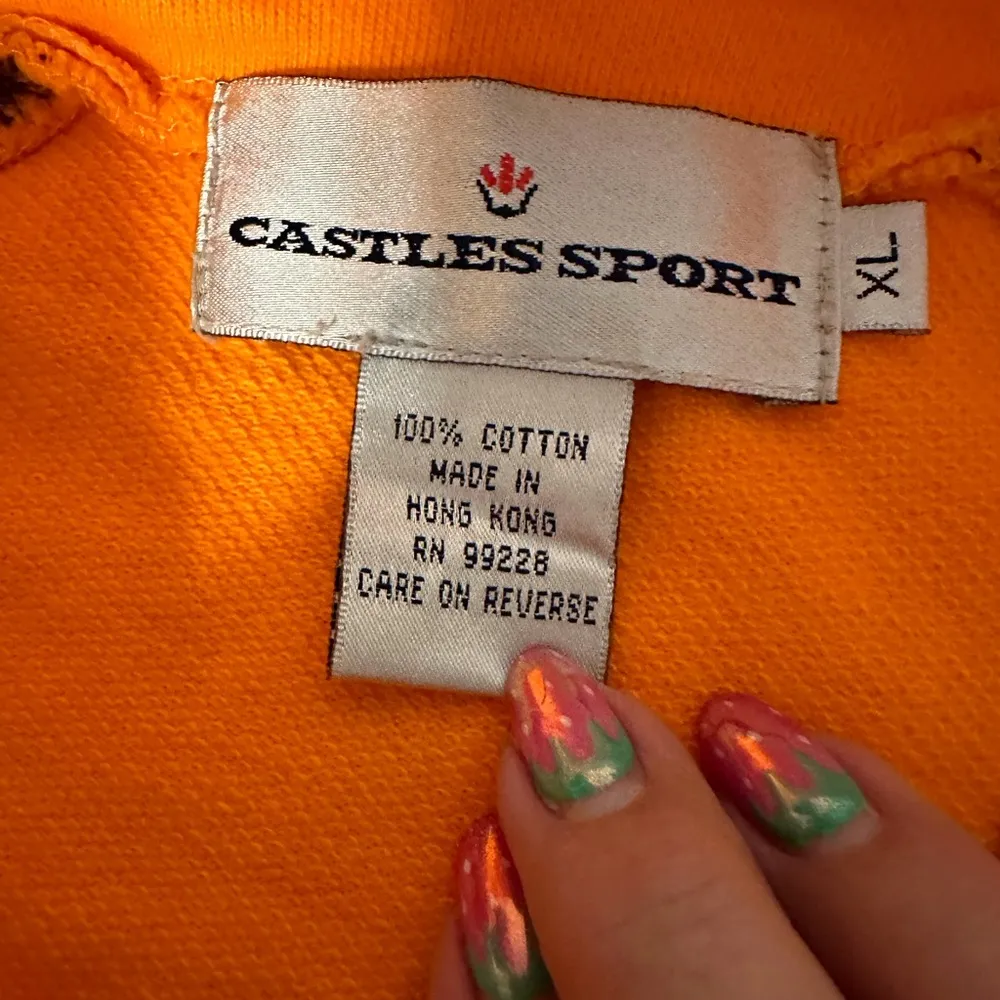 CASTLES SPORT
XL
100% COTTON
MADE IN
HONG KONG
RN 99228
CARE ON REVERSE